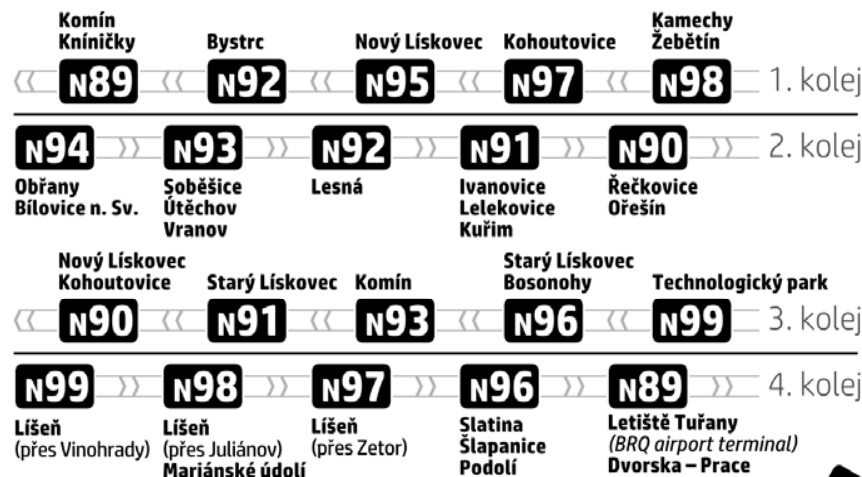 Komín
Kníničky
Bystrc
Nový Lískovec
Kohoutovice
Kamechy
Žebětín
N89 N92 N95 N97 N98 1. kolej
N94 N93 N92 N91 N90 2. kolej
Obřany
Bílovice n. Sv.
Soběšice
Útěchov
Vranov
Lesná
Ivanovice
Lelekovice
Kuřim
Řečkovice
Ořešín
Nový Lískovec
Kohoutovice
Starý Lískovec
Komín
Starý Lískovec
Bosonohy
Technologický park
N90 N91 N93 N96 N99 3. kolej
N99 N98 N97 N96 N89 4. kolej
Líšeň
(přes Vinohrady)
Líšeň
(přes Juliánov)
Mariánské údolí
Líšeň
(přes Zetor)
Slatina
Šlapanice
Podolí
Letiště Tuřany
(BRQ airport terminal)
Dvorska – Prace